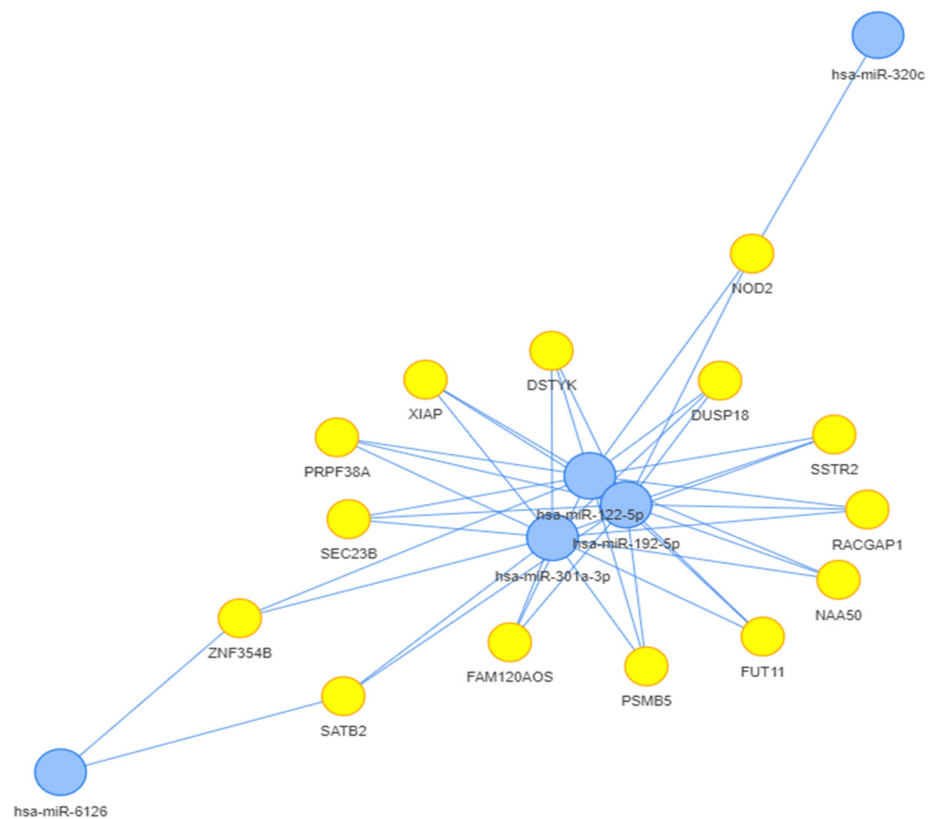 hsa-miR-320c
NOD2
DSTYK
XIAP
DUSP18
SSTR2
PRPF38A
hsa-miR-122-5p
hsa-miR-192-5p
RACGAP1
SEC23B
hsa-miR-301a-3p
NAA50
ZNF354B
FUT11
FAM120AOS
PSMB5
SATB2
hsa-miR-6126